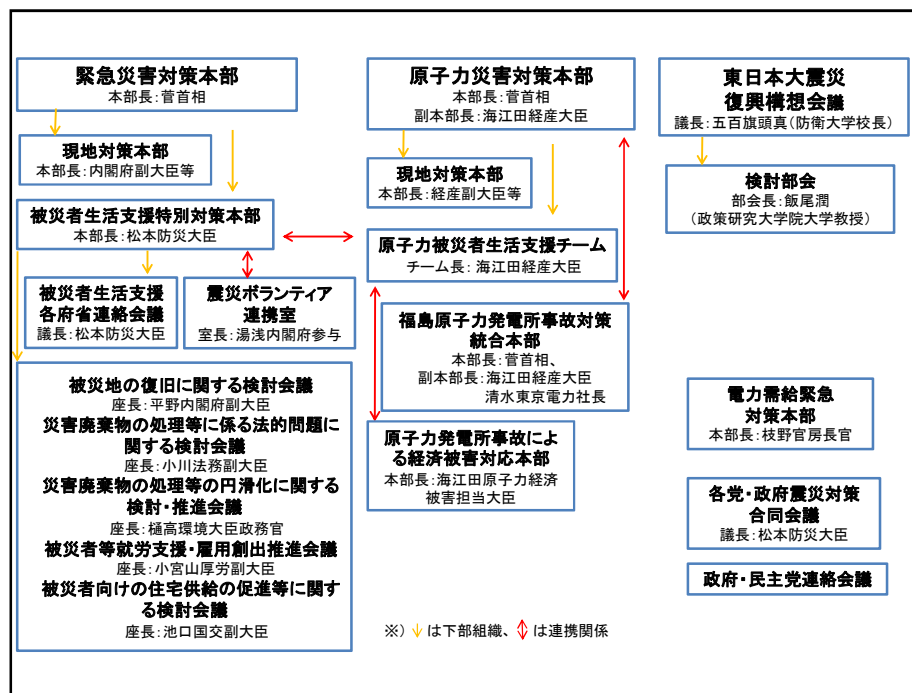 緊急災害対策本部
本部長：菅首相
現地対策本部
本部長：内閣府副大臣等
被災者生活支援特別対策本部
本部長：松本防災大臣
被災者生活支援
各府省連絡会議
議長：松本防災大臣
震災ボランティア
連携室
室長：湯浅内閣府参与
被災地の復旧に関する検討会議
座長：平野内閣府副大臣
災害廃棄物の処理等に係る法的問題に
関する検討会議
座長：小川法務副大臣
災害廃棄物の処理等の円滑化に関する
検討・推進会議
座長：樋高環境大臣政務官
被災者等就労支援・雇用創出推進会議
座長：小宮山厚労副大臣
被災者向けの住宅供給の促進等に関す
る検討会議
座長：池口国交副大臣
原子力災害対策本部
本部長：菅首相
副本部長：海江田経産大臣
現地対策本部
本部長：経産副大臣等
原子力被災者生活支援チーム
チーム長：海江田経産大臣
福島原子力発電所事故対策
統合本部
本部長：菅首相、
副本部長：海江田経産大臣
清水東京電力社長
原子力発電所事故によ
る経済被害対応本部
本部長：海江田原子力経済
被害担当大臣
東日本大震災
復興構想会議
議長：五百旗頭真（防衛大学校長）
検討部会
部会長：飯尾潤
（政策研究大学院大学教授）
電力需給緊急
対策本部
本部長：枝野官房長官
各党・政府震災対策
合同会議
議長：松本防災大臣
政府・民主党連絡会議
※）↓は下部組織、⇕は連携関係